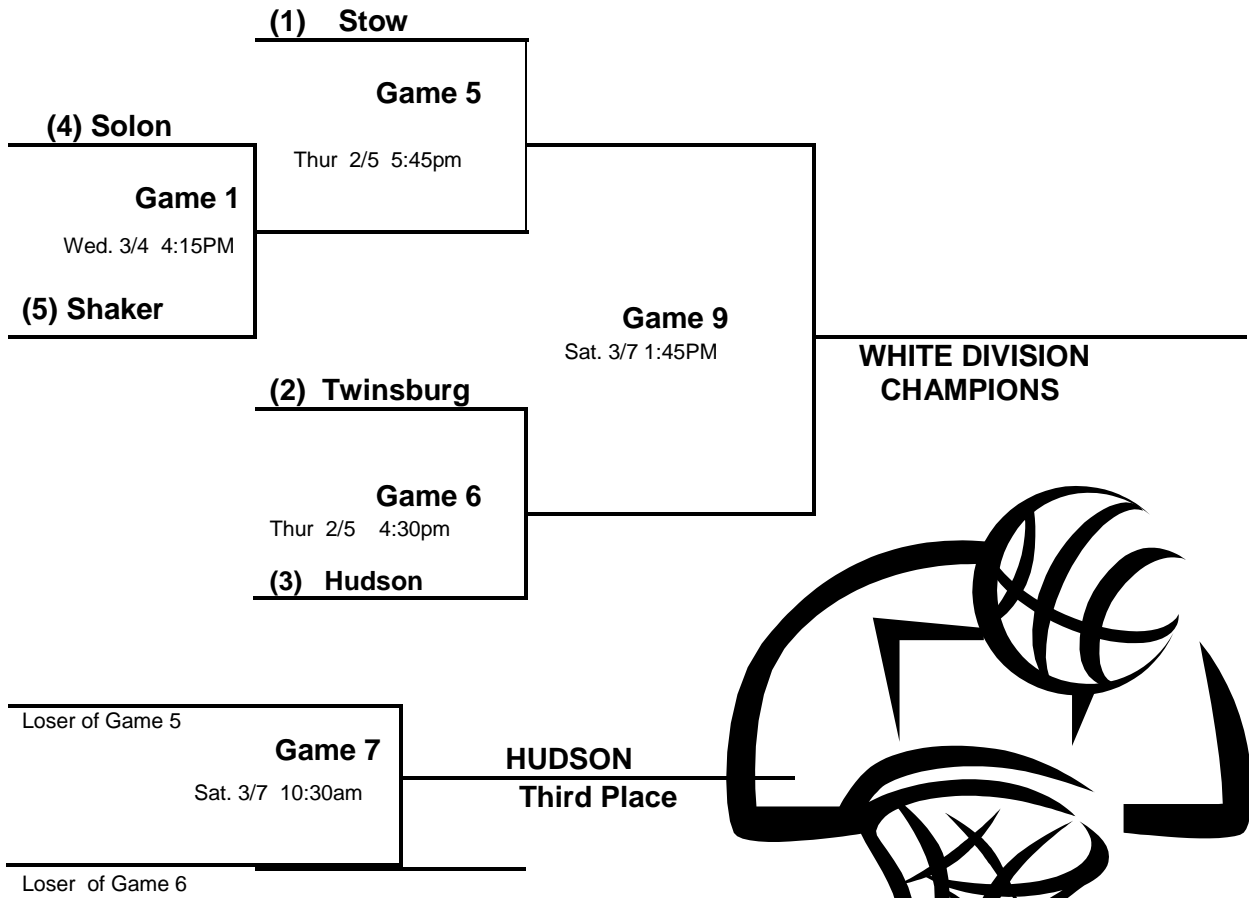 (1) Stow
Game 5
(4) Solon
Thur 2/5 5:45pm
Game 1
Wed. 3/4 4:15PM
(5) Shaker
Game 9
Sat. 3/7 1:45PM
WHITE DIVISION
CHAMPIONS
(2) Twinsburg
Game 6
Thur 2/5 4:30pm
(3) Hudson
Loser of Game 5
Game 7
HUDSON
Sat. 3/7 10:30am
Third Place
Loser of Game 6